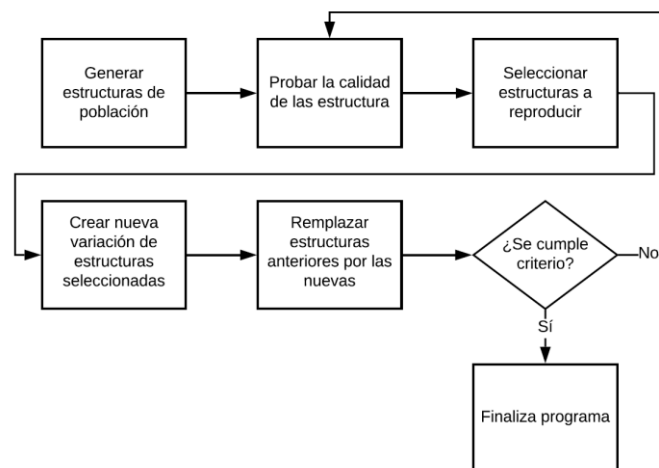 Generar
estructuras de
población
Probar la calidad
de las estructura
Seleccionar
estructuras a
reproducir
Crear nueva
variación de
estructuras
seleccionadas
Remplazar
estructuras
anteriores por las
nuevas
¿Se cumple
criterio?
No
Sí
Finaliza programa